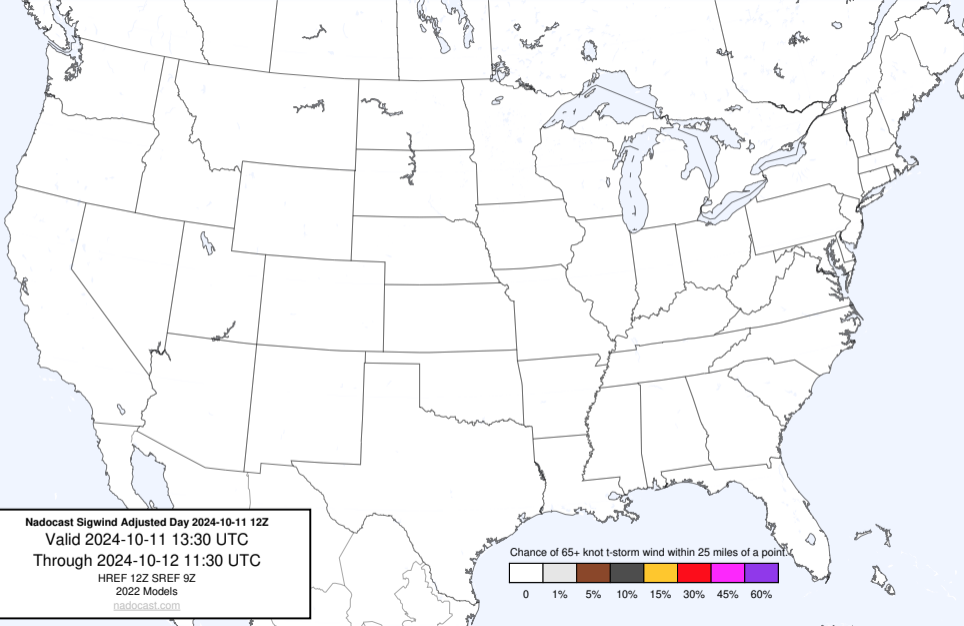 Nadocast Sigwind Adjusted Day 2024-10-11 12Z
Valid 2024-10-11 13:30 UTC
Through 2024-10-12 11:30 UTC
HREF 12Z SREF 9Z
2022 Models
nadocast.com
Chance of 65+ knot t-storm wind within 25 miles of a point.
0 1% 5% 10% 15% 30% 45% 60%